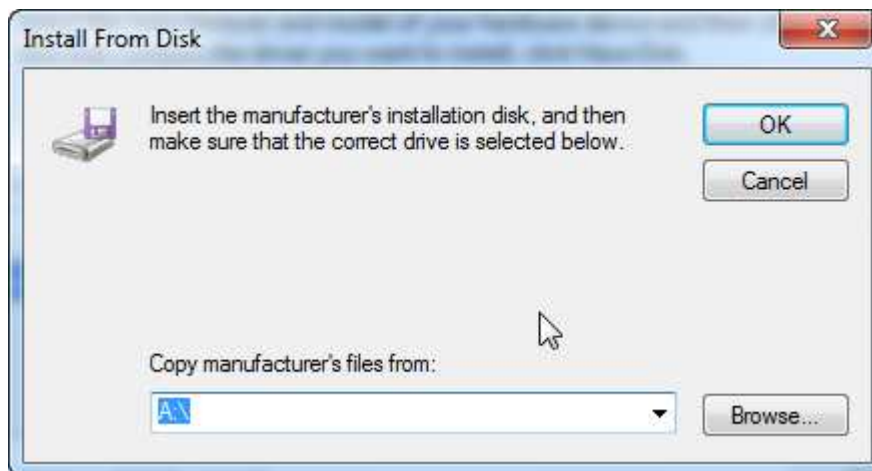 Install From Disk
Insert the manufacturer's installation disk, and then
make sure that the correct drive is selected below.
OK
Cancel
Copy manufacturer's files from:
A:\
Browse...